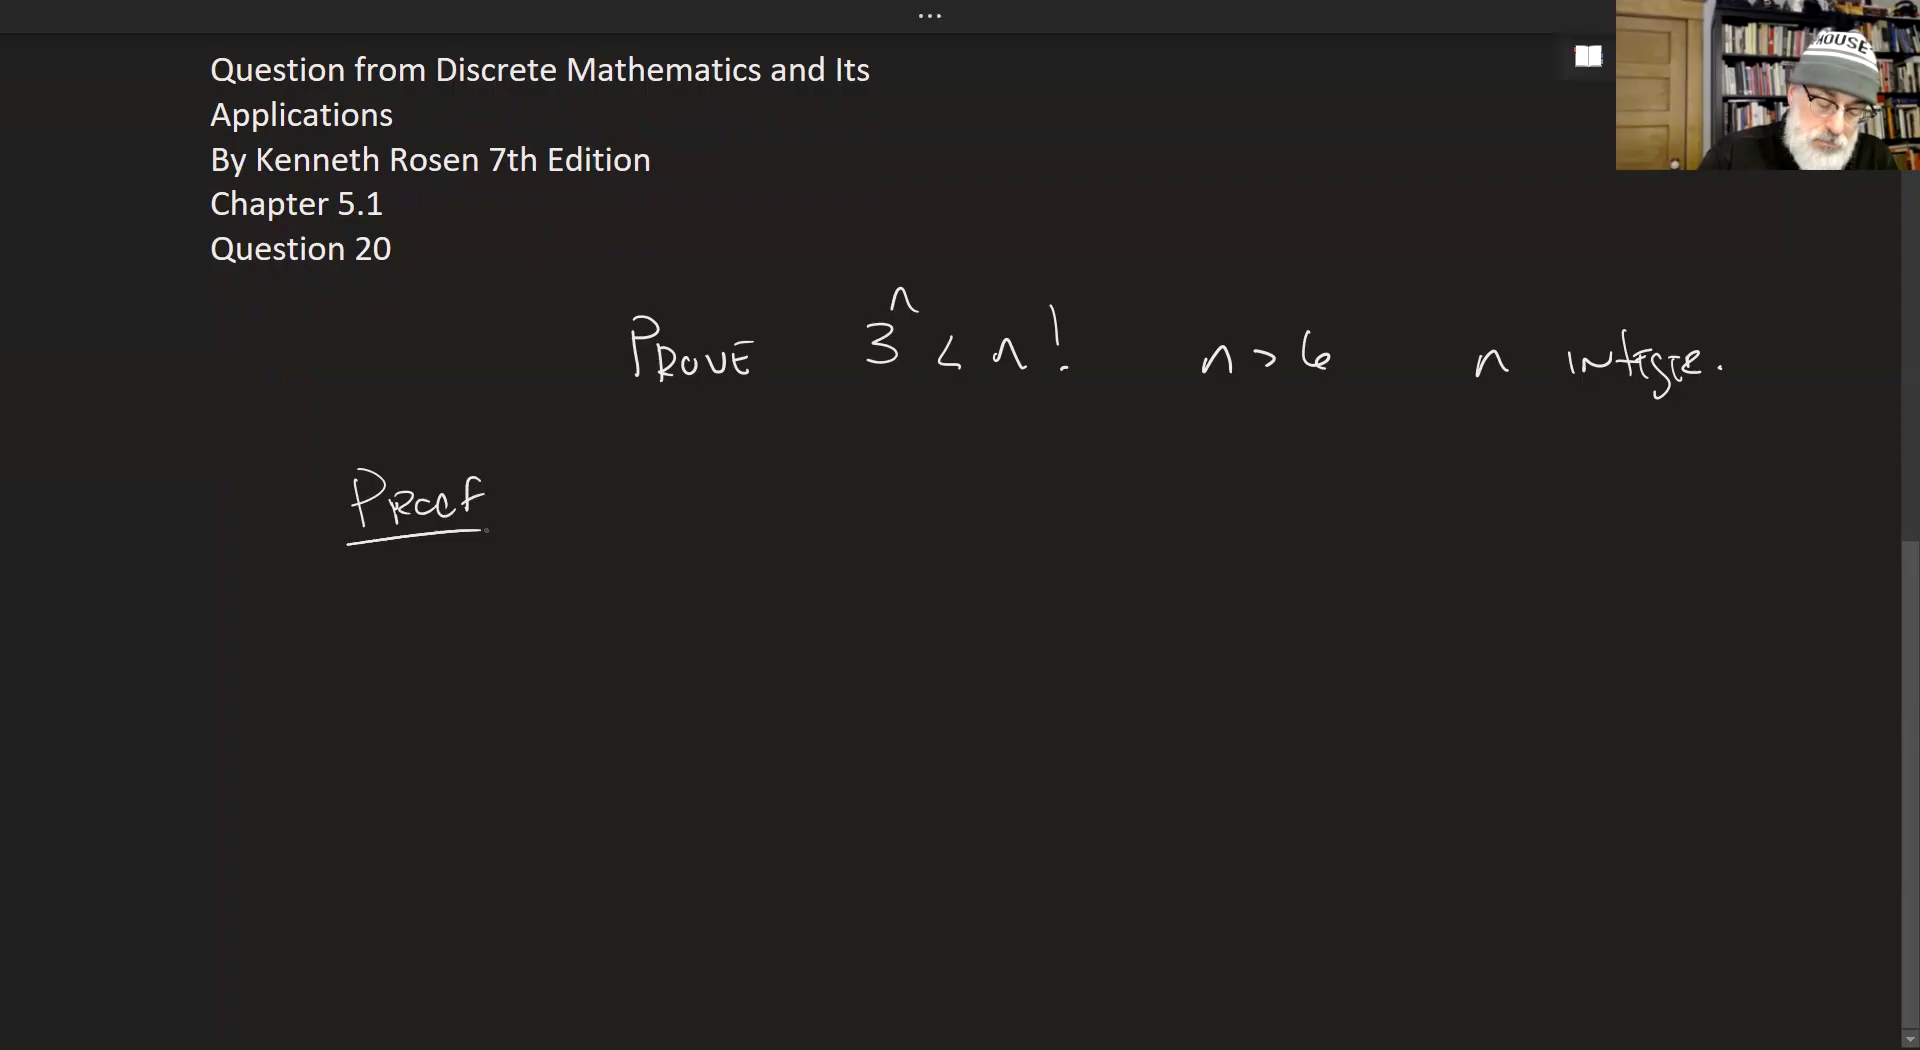 Question from Discrete Mathematics and Its
Applications
By Kenneth Rosen 7th Edition
Chapter 5.1
Question 20
HOUSE
PROVE 3^n < n! n > 6 n INTEGER.
PROOF